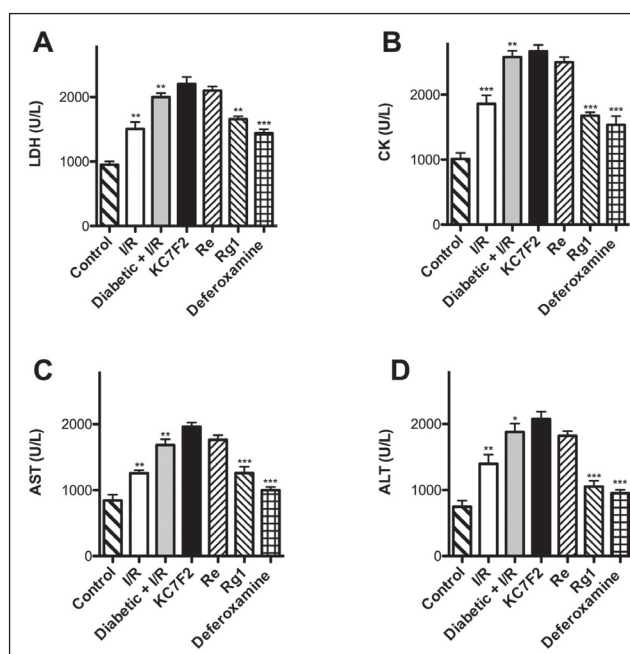 A
LDH (U/L)
2000
1000
0
** ** ** ***
Control
I/R
Diabetic + I/R
KC7F2
Re
Rg1
Deferoxamine
B
CK (U/L)
2000
1000
0
*** ** *** ***
Control
I/R
Diabetic + I/R
KC7F2
Re
Rg1
Deferoxamine
C
AST (U/L)
2000
1000
0
** ** *** ***
Control
I/R
Diabetic + I/R
KC7F2
Re
Rg1
Deferoxamine
D
ALT (U/L)
2000
1000
0
** * *** ***
Control
I/R
Diabetic + I/R
KC7F2
Re
Rg1
Deferoxamine